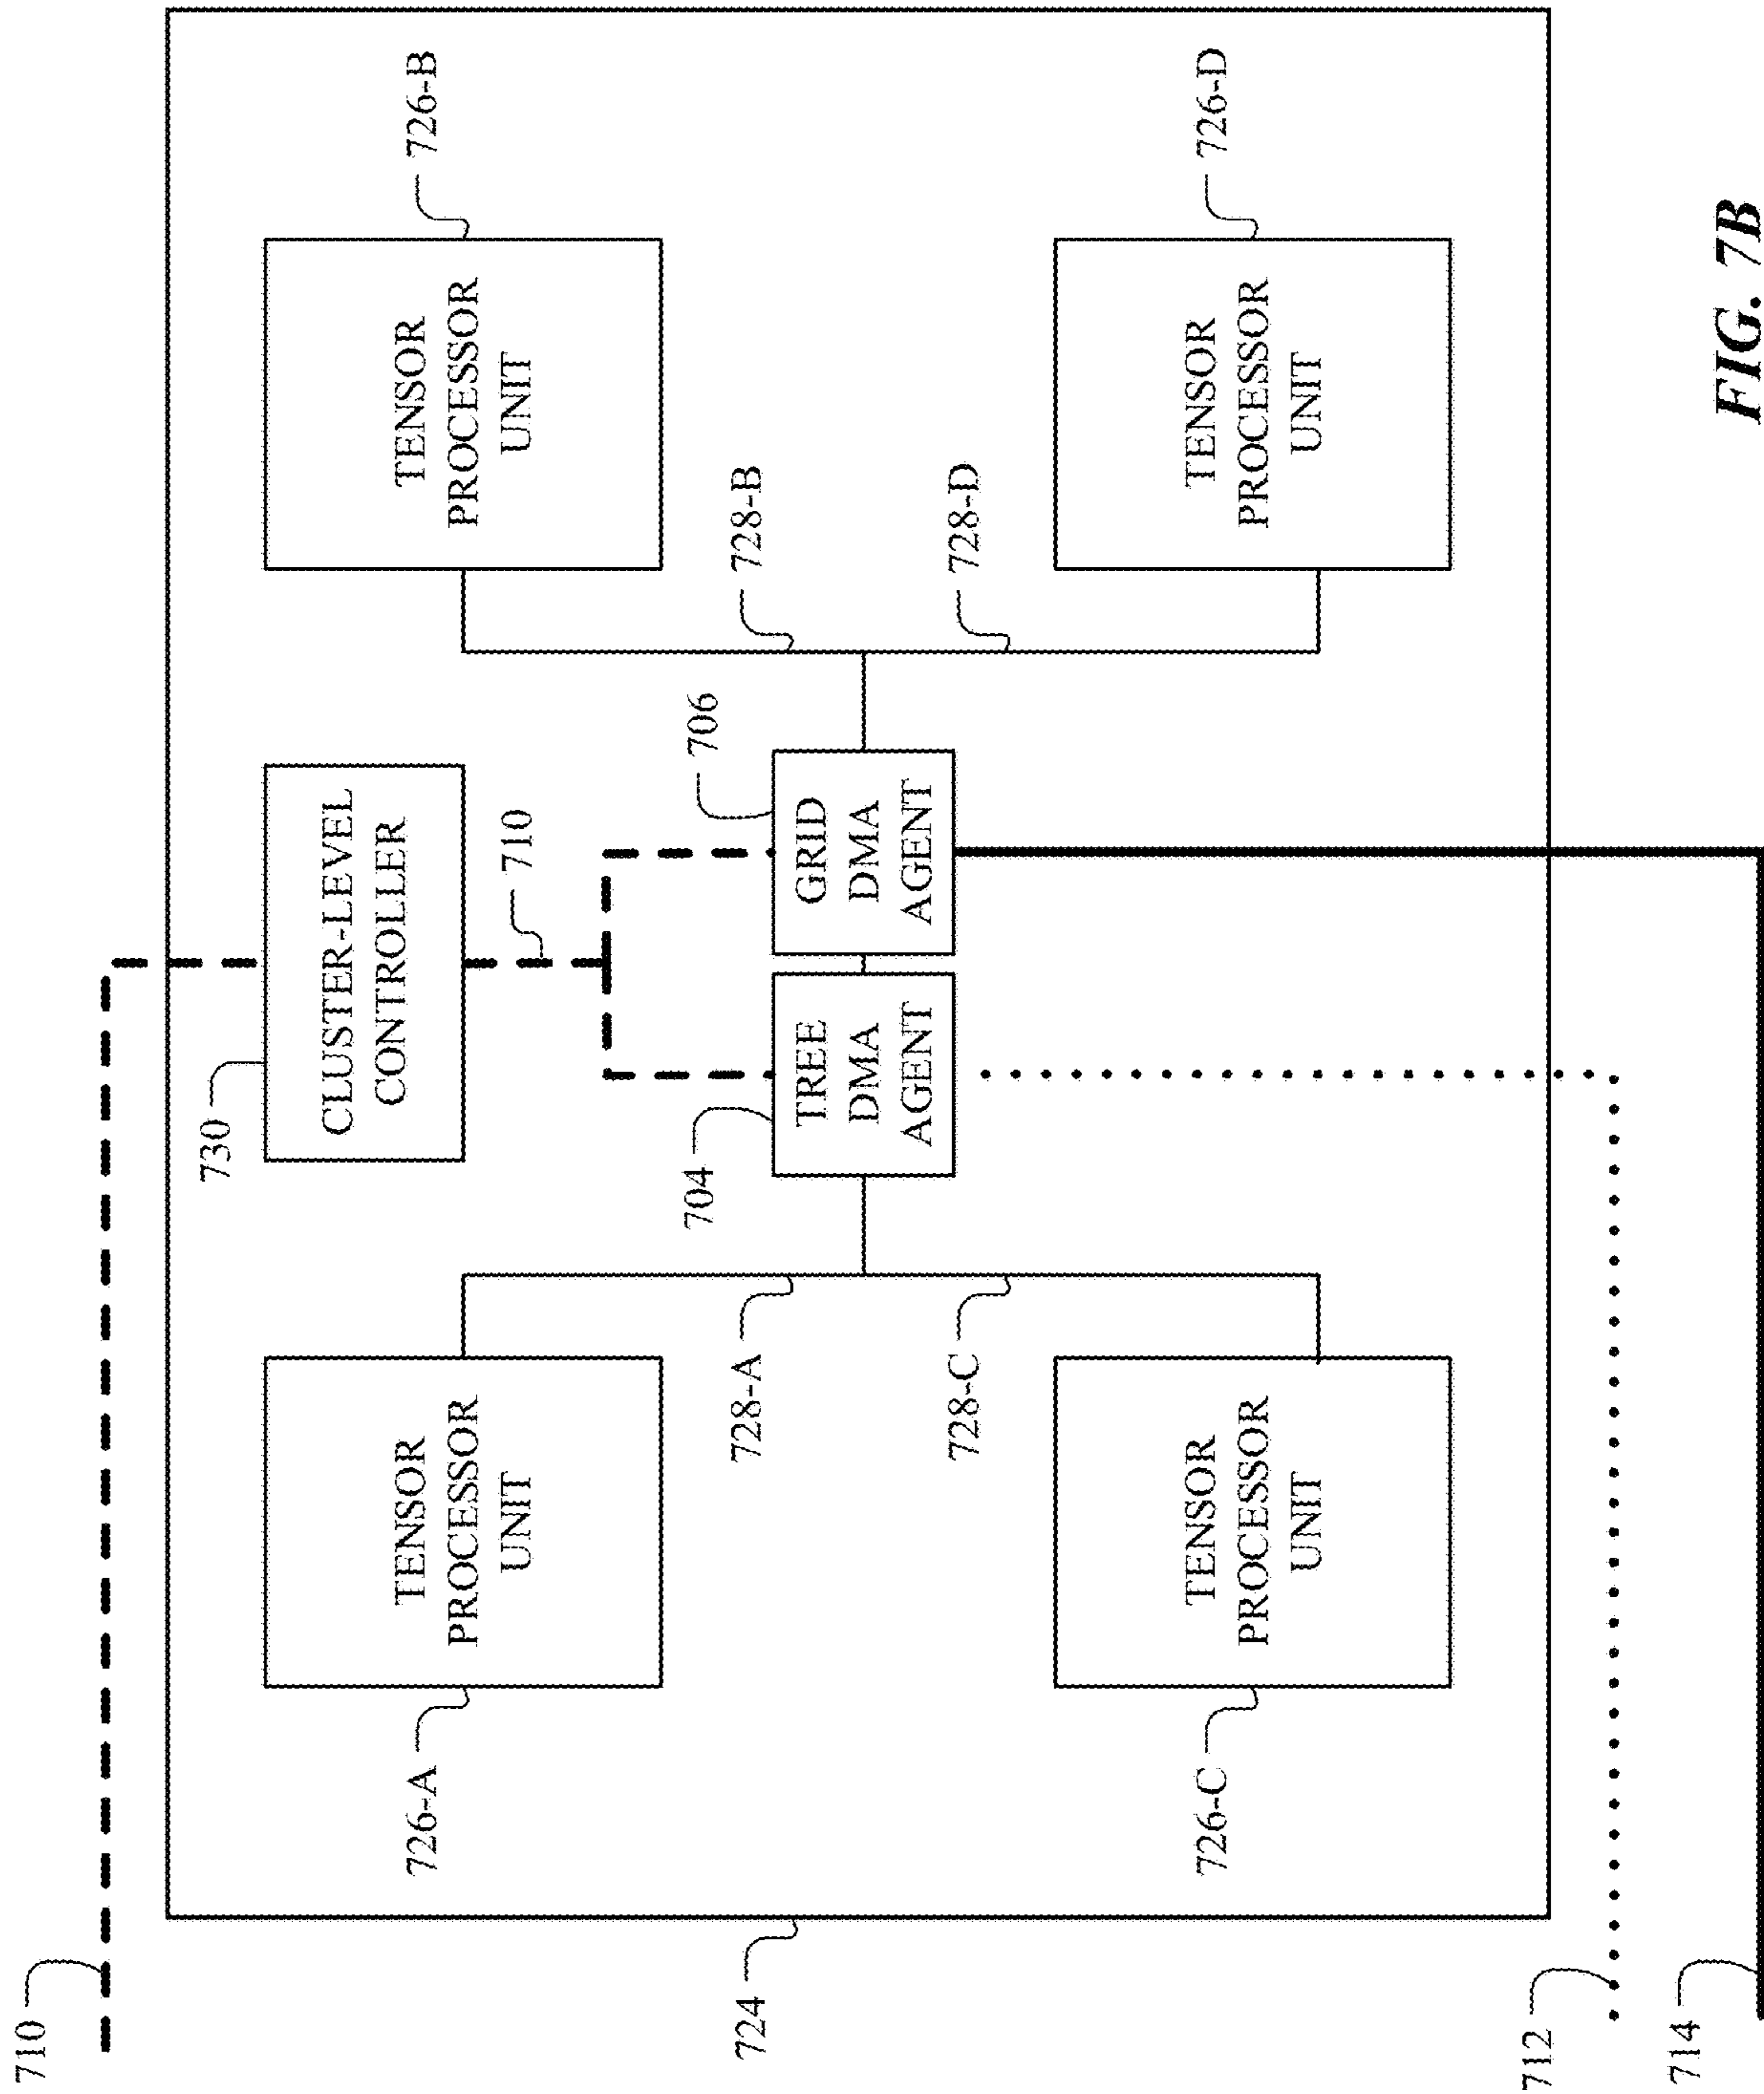 710
730
CLUSTER-LEVEL
CONTROLLER
710
726-A
TENSOR
PROCESSOR
UNIT
726-B
TENSOR
PROCESSOR
UNIT
704
706
TREE
DMA
AGENT
GRID
DMA
AGENT
728-A
728-B
724
728-C
728-D
726-C
TENSOR
PROCESSOR
UNIT
726-D
TENSOR
PROCESSOR
UNIT
712
714
FIG. 7B